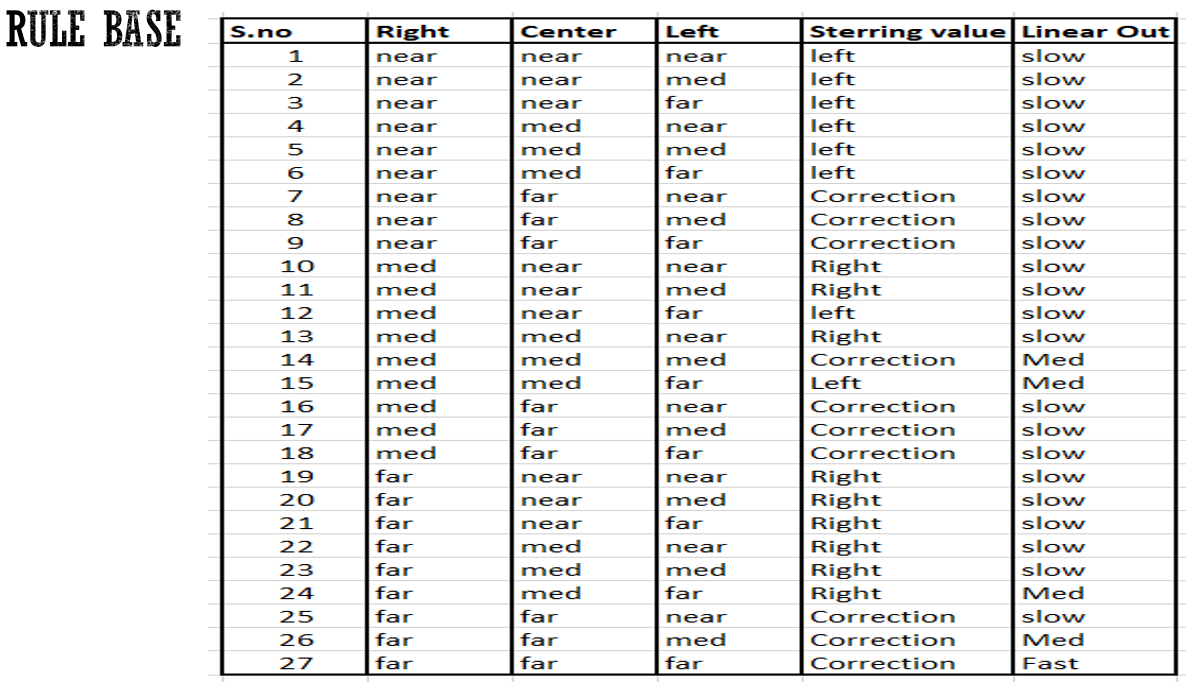 RULE BASE
S.no Right Center Left Sterring value Linear Out
1 near near near left slow
2 near near med left slow
3 near near far left slow
4 near med near left slow
5 near med med left slow
6 near med far left slow
7 near far near Correction slow
8 near far med Correction slow
9 near far far Correction slow
10 med near near Right slow
11 med near med Right slow
12 med near far left slow
13 med med near Right slow
14 med med med Correction Med
15 med med far Left Med
16 med far near Correction slow
17 med far med Correction slow
18 med far far Correction slow
19 far near near Right slow
20 far near med Right slow
21 far near far Right slow
22 far med near Right slow
23 far med med Right slow
24 far med far Right Med
25 far far near Correction slow
26 far far med Correction Med
27 far far far Correction Fast